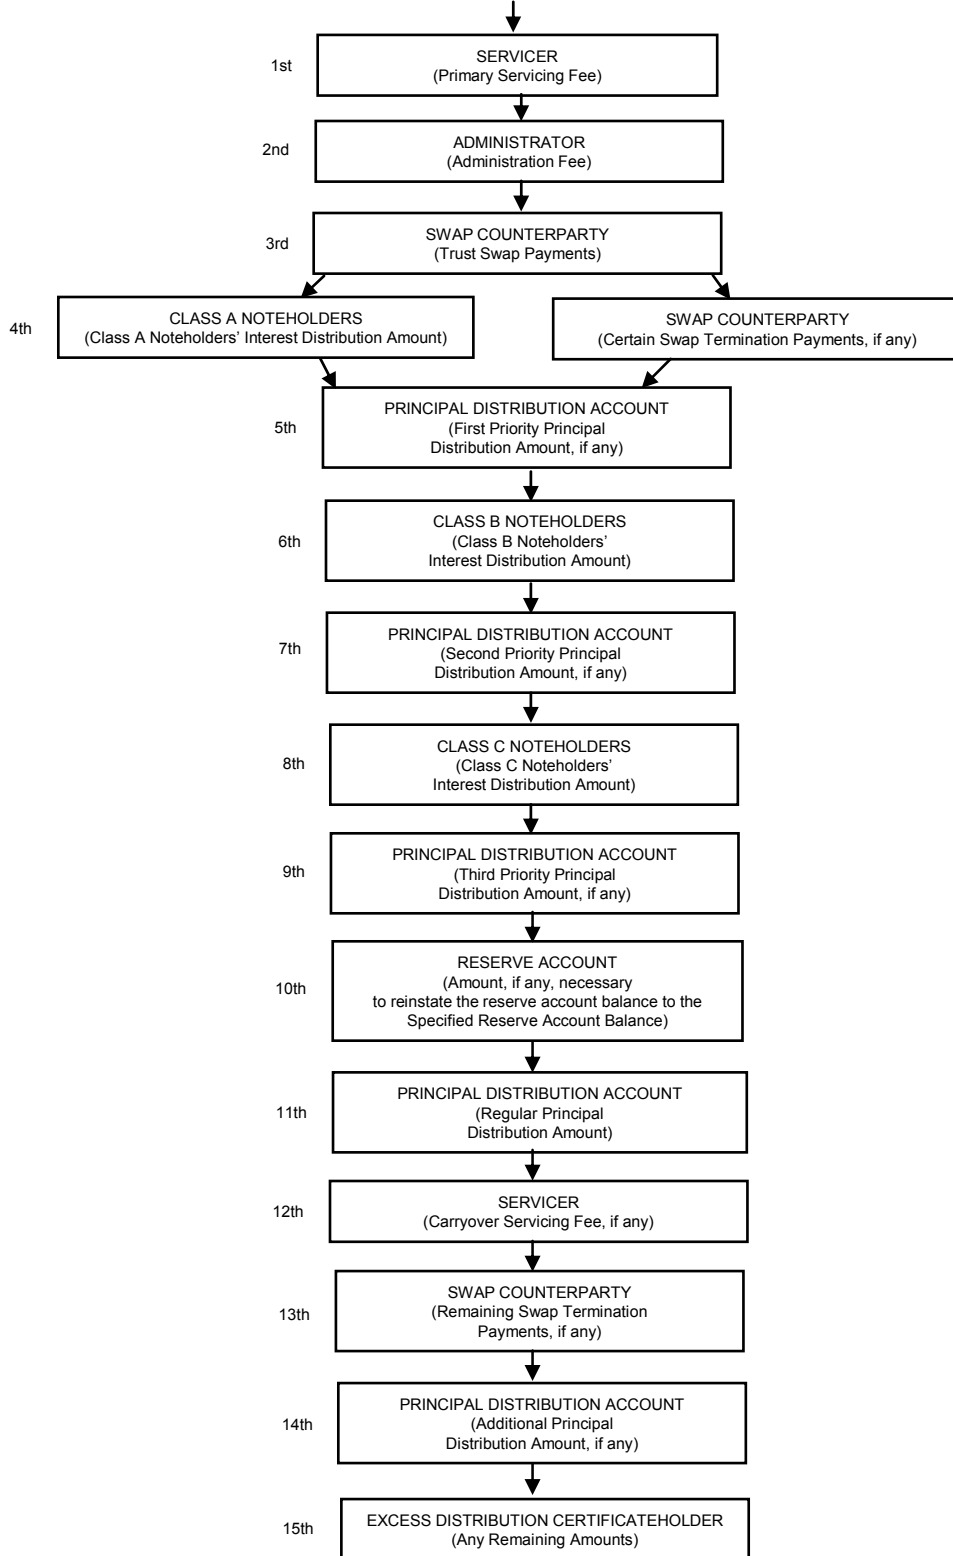 1st
SERVICER
(Primary Servicing Fee)
2nd
ADMINISTRATOR
(Administration Fee)
3rd
SWAP COUNTERPARTY
(Trust Swap Payments)
4th
CLASS A NOTEHOLDERS
(Class A Noteholders' Interest Distribution Amount)
SWAP COUNTERPARTY
(Certain Swap Termination Payments, if any)
5th
PRINCIPAL DISTRIBUTION ACCOUNT
(First Priority Principal
Distribution Amount, if any)
6th
CLASS B NOTEHOLDERS
(Class B Noteholders'
Interest Distribution Amount)
7th
PRINCIPAL DISTRIBUTION ACCOUNT
(Second Priority Principal
Distribution Amount, if any)
8th
CLASS C NOTEHOLDERS
(Class C Noteholders'
Interest Distribution Amount)
9th
PRINCIPAL DISTRIBUTION ACCOUNT
(Third Priority Principal
Distribution Amount, if any)
10th
RESERVE ACCOUNT
(Amount, if any, necessary
to reinstate the reserve account balance to the
Specified Reserve Account Balance)
11th
PRINCIPAL DISTRIBUTION ACCOUNT
(Regular Principal
Distribution Amount)
12th
SERVICER
(Carryover Servicing Fee, if any)
13th
SWAP COUNTERPARTY
(Remaining Swap Termination
Payments, if any)
14th
PRINCIPAL DISTRIBUTION ACCOUNT
(Additional Principal
Distribution Amount, if any)
15th
EXCESS DISTRIBUTION CERTIFICATEHOLDER
(Any Remaining Amounts)